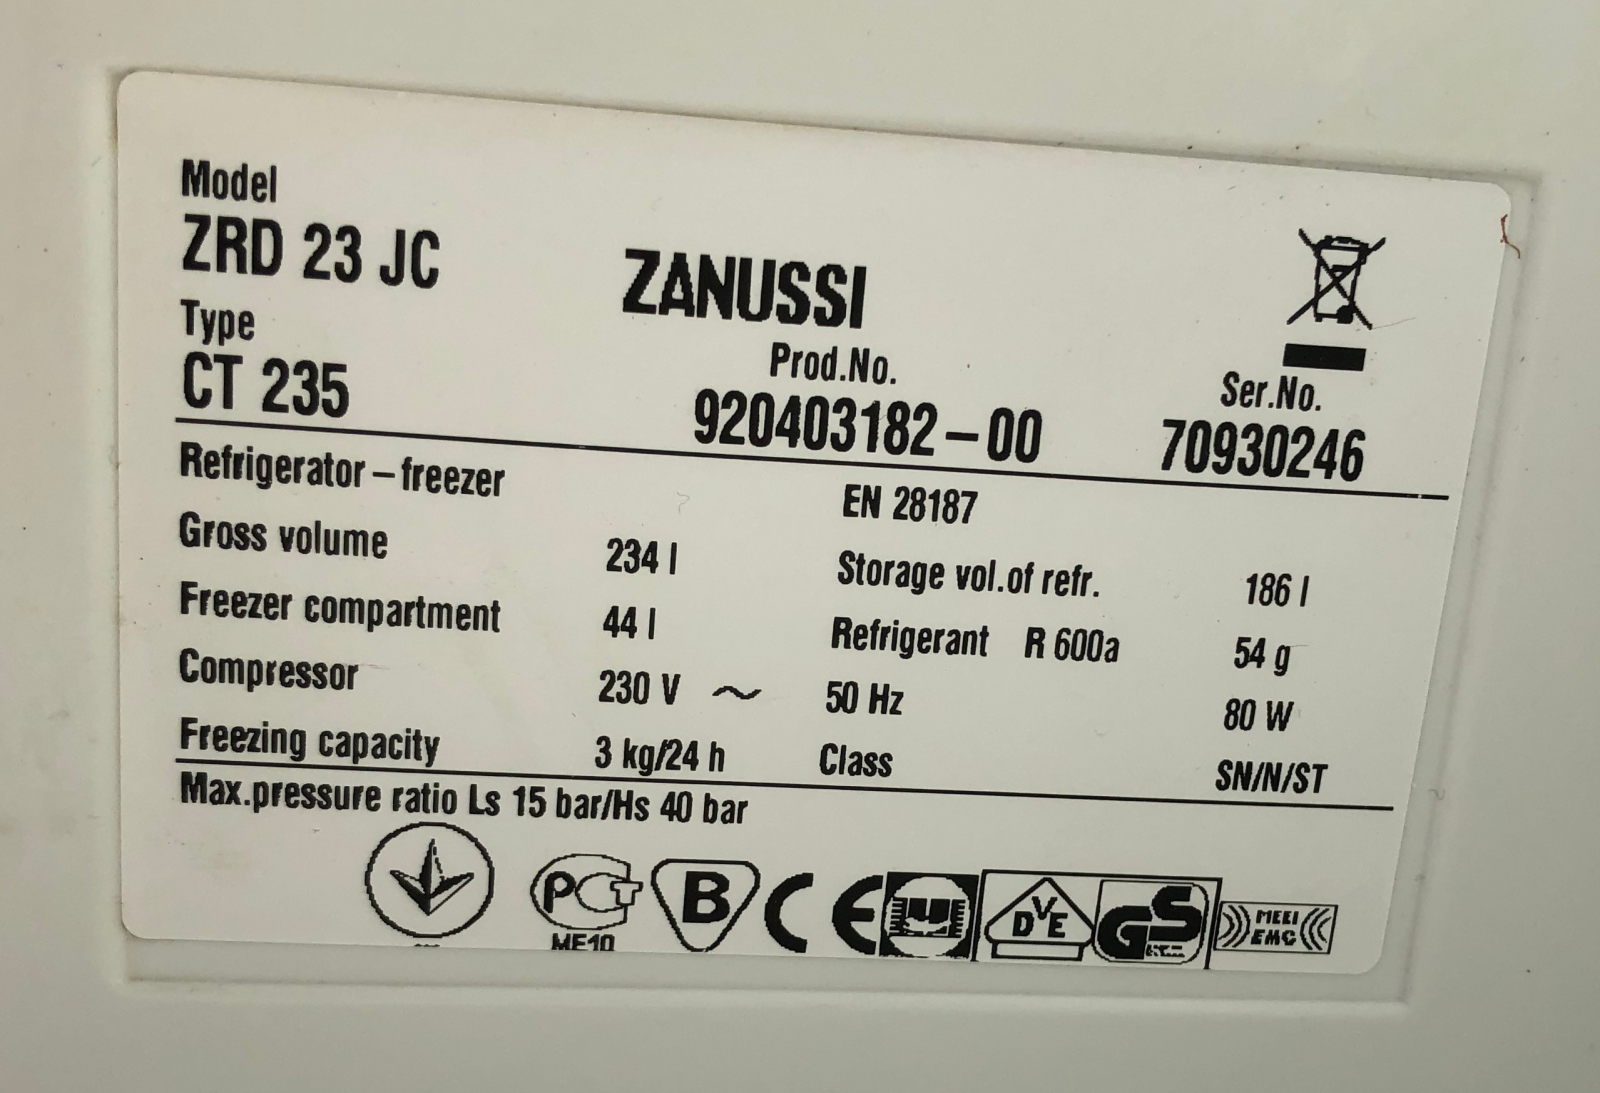 Model
ZRD 23 JC
ZANUSSI
Type
CT 235
Prod.No.
920403182-00
Ser.No.
70930246
Refrigerator-freezer
EN 28187
Gross volume 234 l Storage vol.of refr. 186 l
Freezer compartment 44 l Refrigerant R 600a 54 g
Compressor 230 V ~ 50 Hz 80 W
Freezing capacity 3 kg/24 h Class SN/N/ST
Max.pressure ratio Ls 15 bar/Hs 40 bar
PCT B CE DVE GS MEEI
ME10 EMC